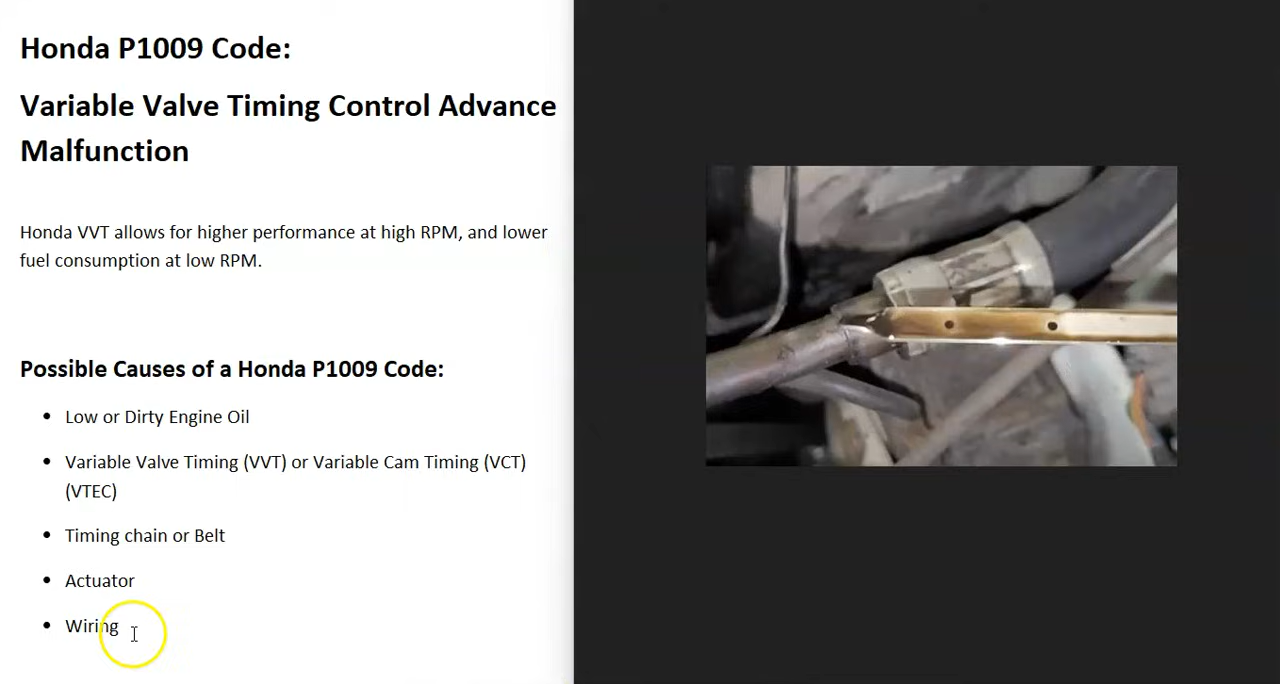 Honda P1009 Code:
Variable Valve Timing Control Advance
Malfunction
Honda VVT allows for higher performance at high RPM, and lower
fuel consumption at low RPM.
Possible Causes of a Honda P1009 Code:
• Low or Dirty Engine Oil
• Variable Valve Timing (VVT) or Variable Cam Timing (VCT)
(VTEC)
• Timing chain or Belt
• Actuator
• Wiring